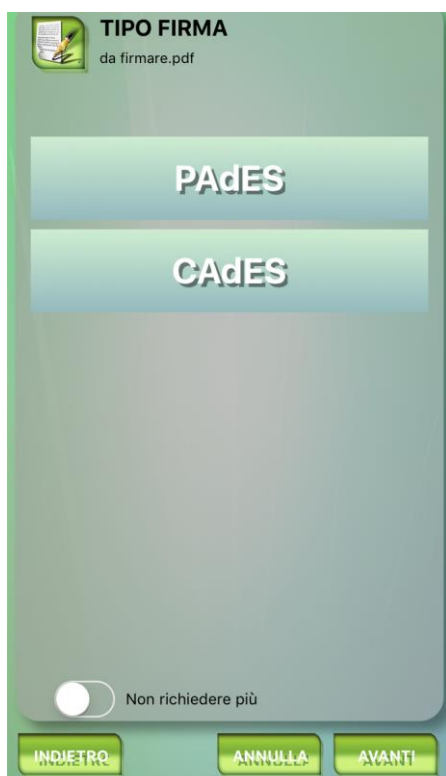 TIPO FIRMA
da firmare.pdf
PAdES
CAdES
Non richiedere più
INDIETRO
ANNULLA
AVANTI